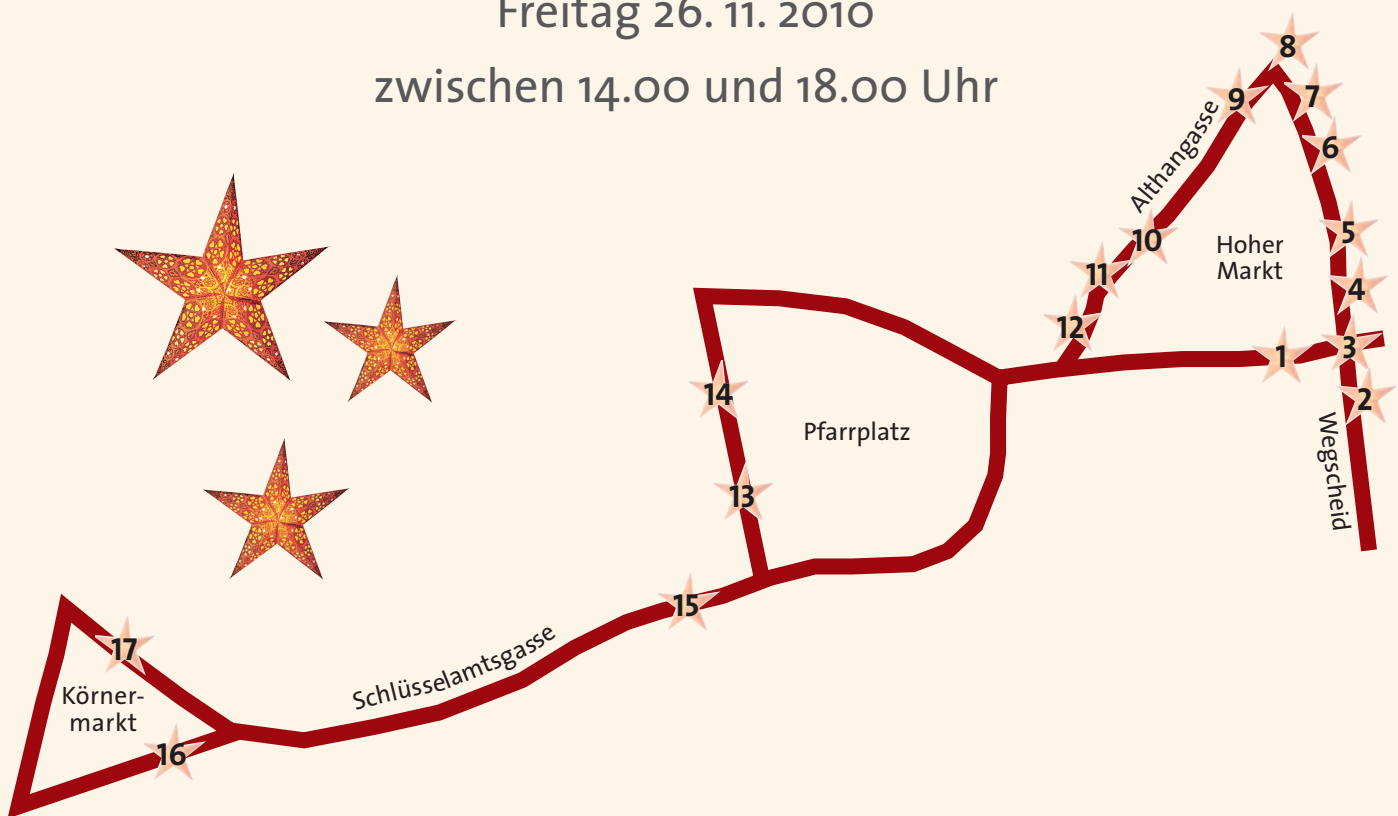 Freitag 26. 11. 2010
zwischen 14.00 und 18.00 Uhr
8
9
7
6
Althangasse
10
5
Hoher
Markt
11
4
12
3
1
2
14
Pfarrplatz
Wegscheid
13
15
17
Schlüsselamtsgasse
Körner-
markt
16